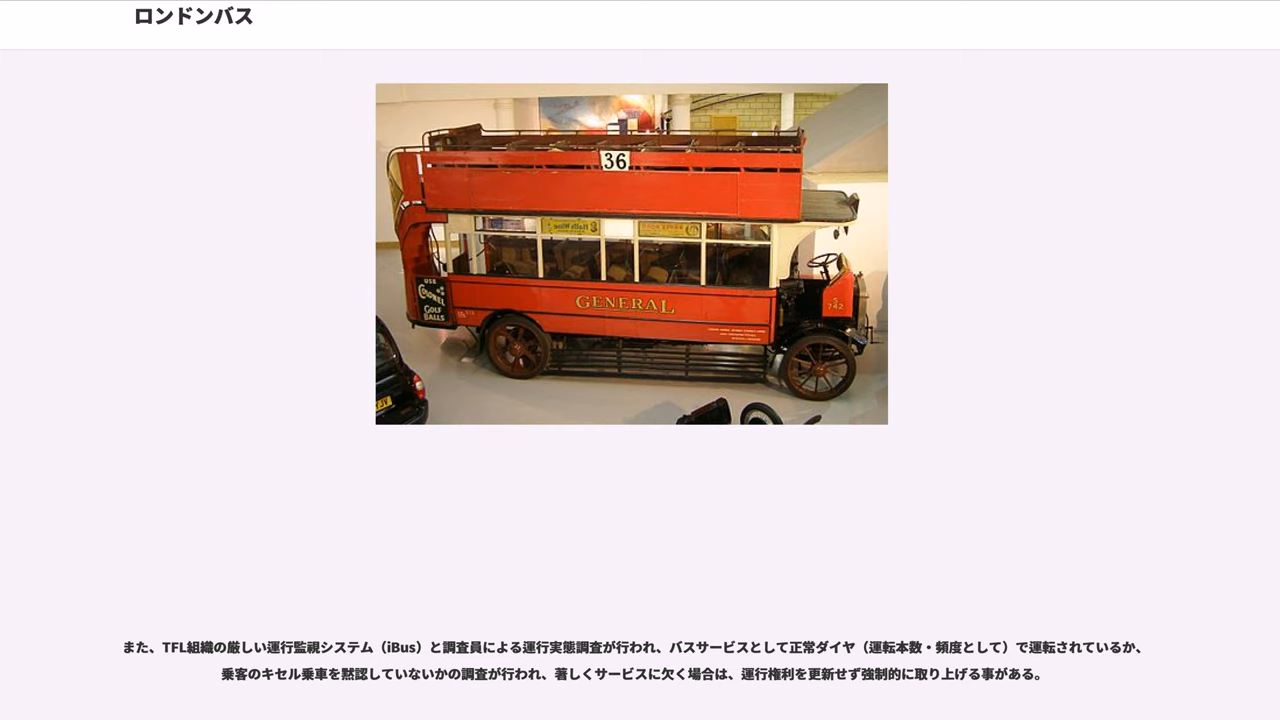 ロンドンバス
36
GENERAL
USE
COLONEL
GOLF
BALLS
S
742
また、TFL組織の厳しい運行監視システム（iBus）と調査員による運行実態調査が行われ、バスサービスとして正常ダイヤ（運転本数・頻度として）で運転されているか、
乗客のキセル乗車を黙認していないかの調査が行われ、著しくサービスに欠く場合は、運行権利を更新せず強制的に取り上げる事がある。